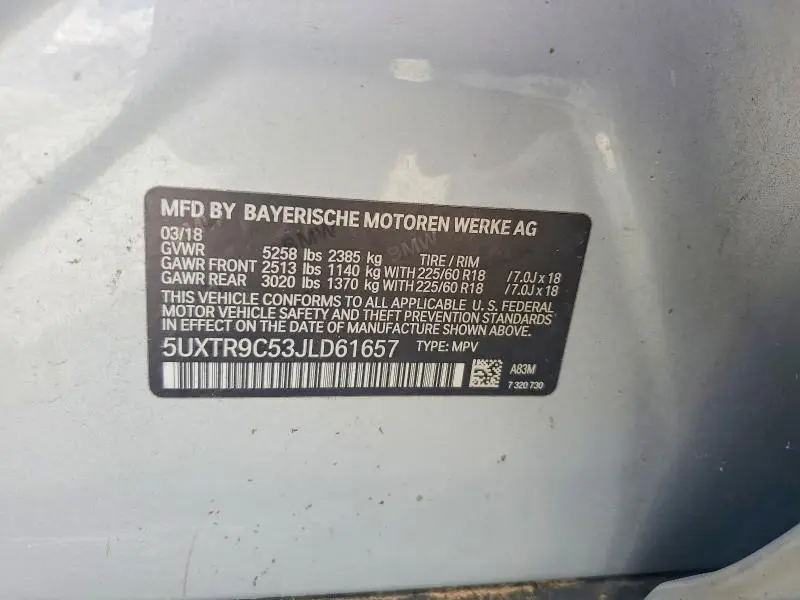 MFD BY BAYERISCHE MOTOREN WERKE AG
03/18
GVWR 5258 lbs 2385 kg TIRE / RIM
GAWR FRONT 2513 lbs 1140 kg WITH 225/60 R18 /7.0J x 18
GAWR REAR 3020 lbs 1370 kg WITH 225/60 R18 /7.0J x 18
THIS VEHICLE CONFORMS TO ALL APPLICABLE U.S. FEDERAL
MOTOR VEHICLE SAFETY AND THEFT PREVENTION STANDARDS
IN EFFECT ON THE DATE OF MANUFACTURE SHOWN ABOVE.
5UXTR9C53JLD61657 TYPE: MPV
A83M
7 320 730